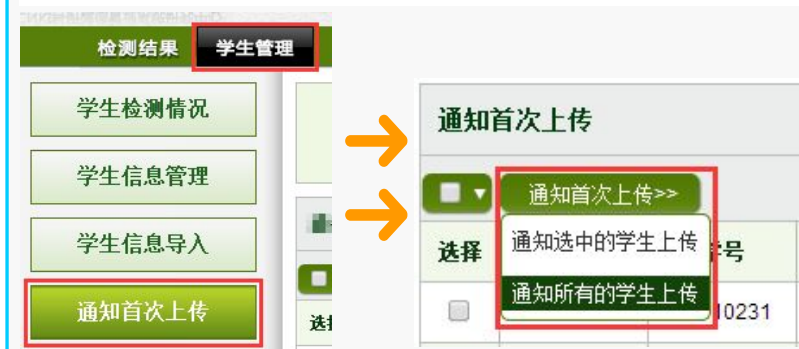 检测结果
学生管理
学生检测情况
学生信息管理
学生信息导入
通知首次上传
通知首次上传
通知首次上传>>
选择
通知选中的学生上传
号
通知所有的学生上传
10231